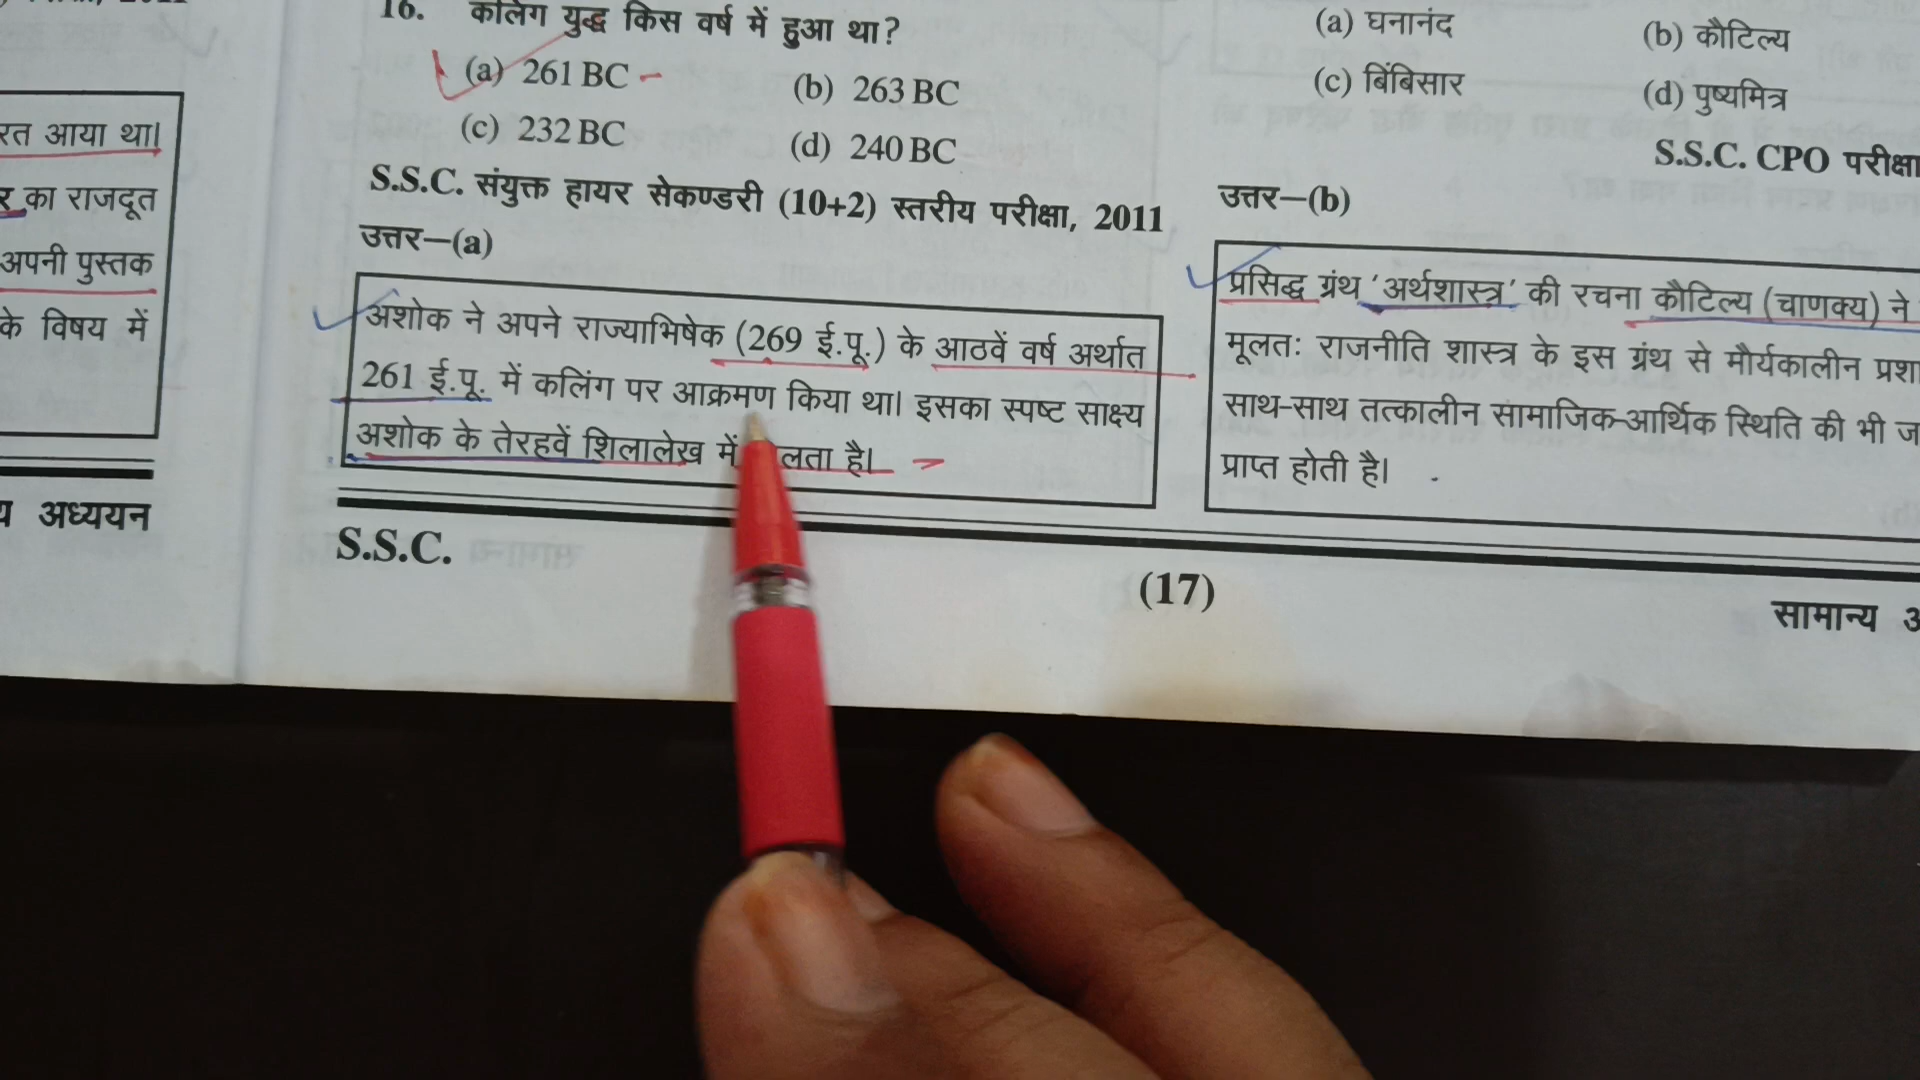 रत आया था।
का राजदूत
अपनी पुस्तक
के विषय में
अध्ययन
16. कलिंग युद्ध किस वर्ष में हुआ था?
(a) 261 BC
(b) 263 BC
(c) 232 BC
(d) 240 BC
S.S.C. संयुक्त हायर सेकण्डरी (10+2) स्तरीय परीक्षा, 2011
उत्तर—(a)
अशोक ने अपने राज्याभिषेक (269 ई.पू.) के आठवें वर्ष अर्थात
261 ई.पू. में कलिंग पर आक्रमण किया था। इसका स्पष्ट साक्ष्य
अशोक के तेरहवें शिलालेख में लता है।
S.S.C.
(17)
(a) घनानंद
(b) कौटिल्य
(c) बिंबिसार
(d) पुष्यमित्र
S.S.C. CPO परीक्षा
उत्तर—(b)
प्रसिद्ध ग्रंथ 'अर्थशास्त्र' की रचना कौटिल्य (चाणक्य) ने
मूलतः राजनीति शास्त्र के इस ग्रंथ से मौर्यकालीन प्रशा
साथ-साथ तत्कालीन सामाजिक-आर्थिक स्थिति की भी ज
प्राप्त होती है।
सामान्य